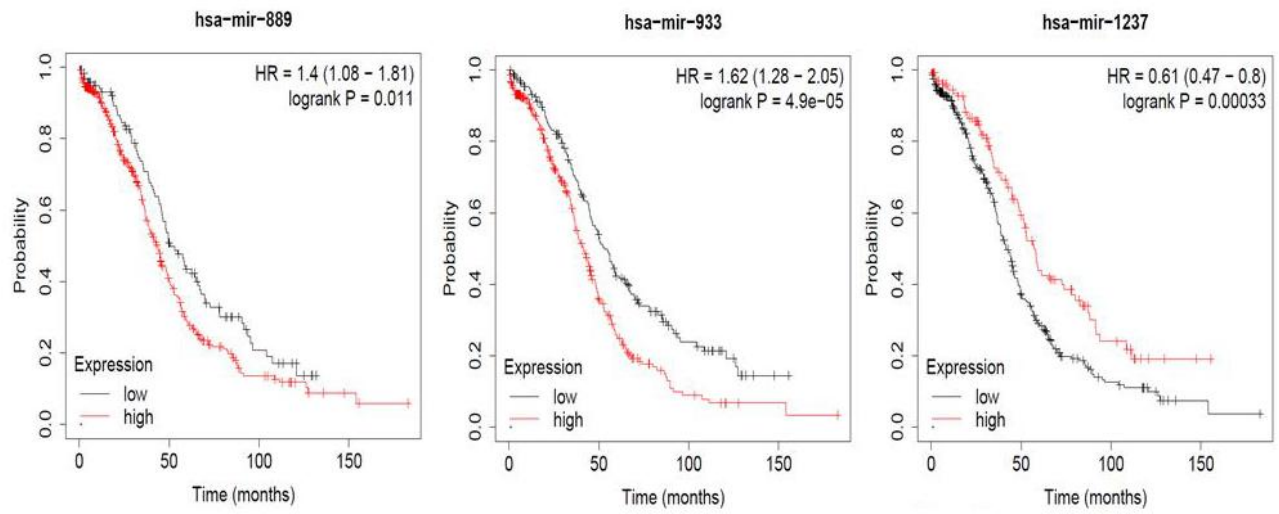 hsa-mir-889
HR = 1.4 (1.08 − 1.81)
logrank P = 0.011
Probability
1.0
0.8
0.6
0.4
0.2
0.0
Expression
low
high
0 50 100 150
Time (months)
hsa-mir-933
HR = 1.62 (1.28 − 2.05)
logrank P = 4.9e−05
Probability
1.0
0.8
0.6
0.4
0.2
0.0
Expression
low
high
0 50 100 150
Time (months)
hsa-mir-1237
HR = 0.61 (0.47 − 0.8)
logrank P = 0.00033
Probability
1.0
0.8
0.6
0.4
0.2
0.0
Expression
low
high
0 50 100 150
Time (months)